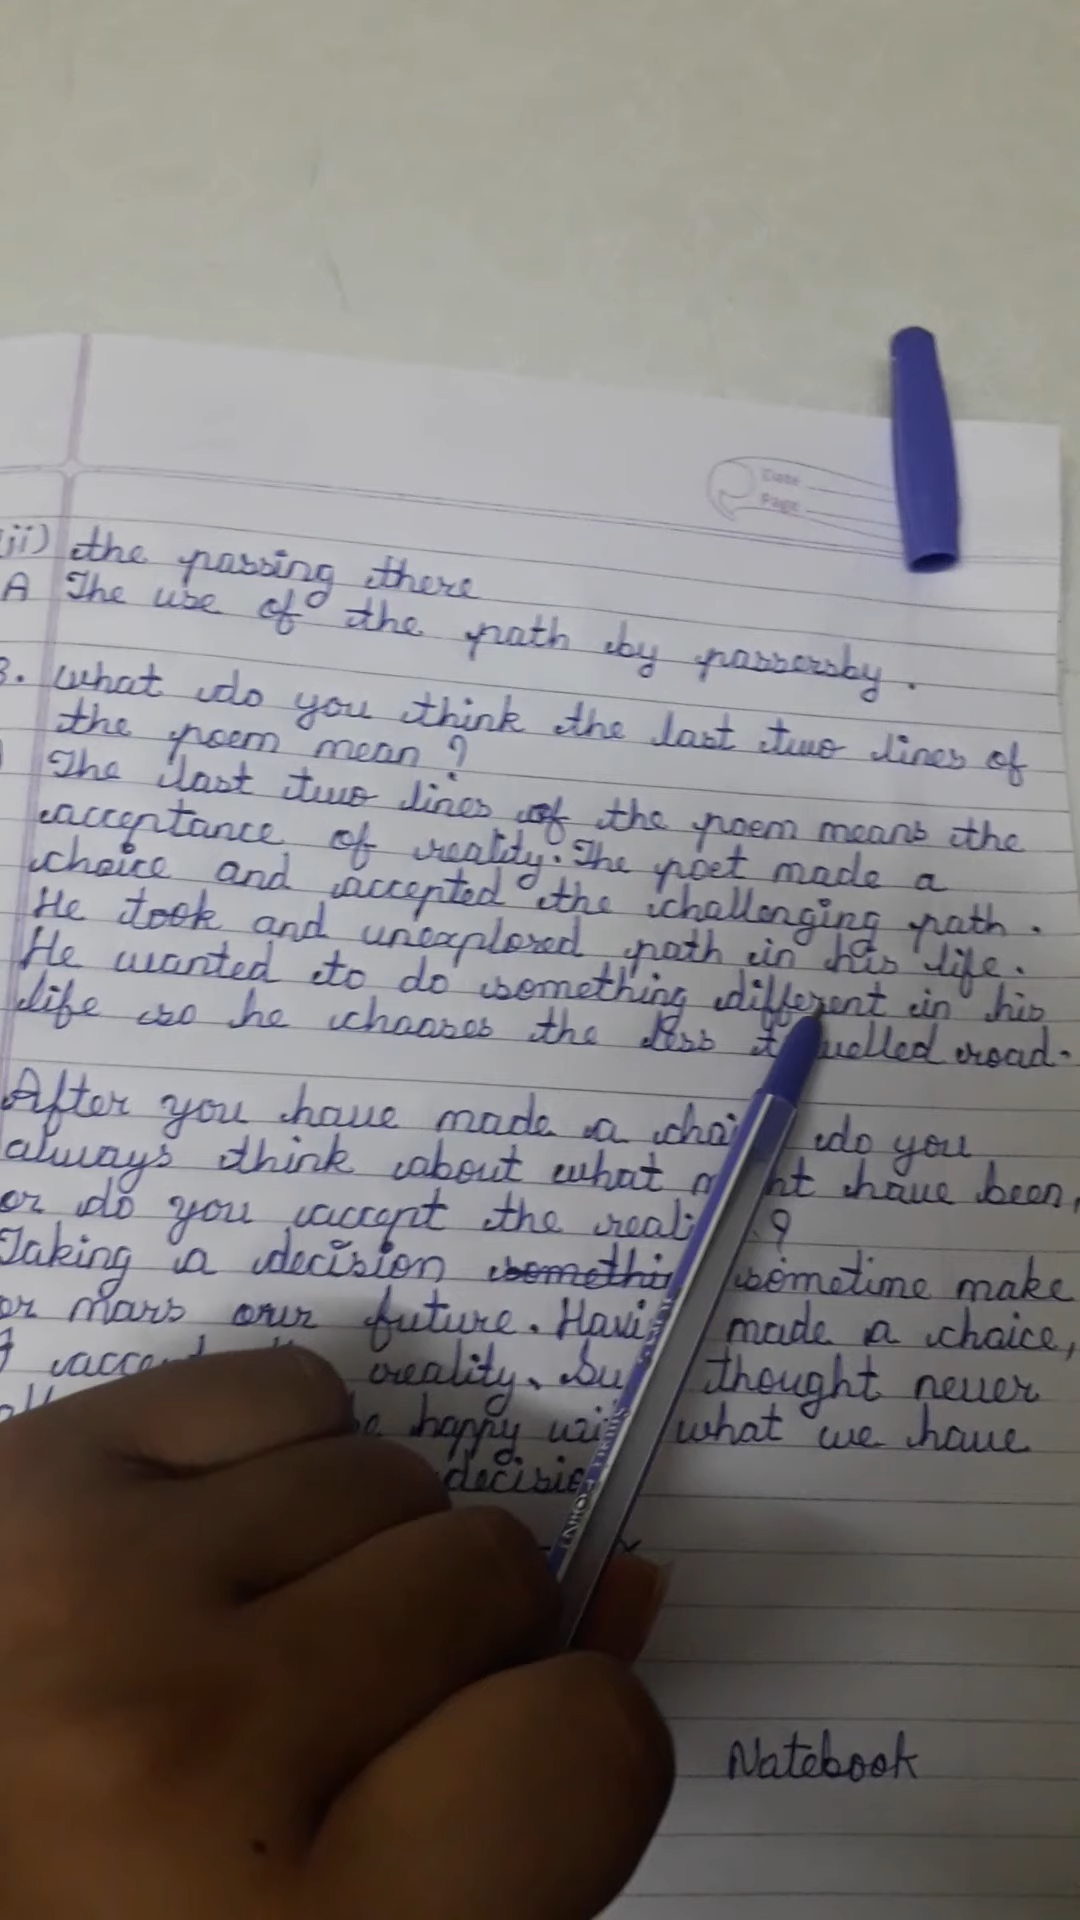 Date
Page
ii) the passing there
A The use of the path by passersby.
3. What do you think the last two lines of
the poem mean?
The last two lines of the poem means the
acceptance of reality. The poet made a
choice and accepted the challenging path.
He took and unexplored path in his life.
He wanted to do something different in his
life so he chooses the less road.
After you have made a do you
always think about what have been,
or do you accept the ?
Taking a decision sometime make
or mars our future. made a choice,
reality. thought never
happy what we have
Natebook